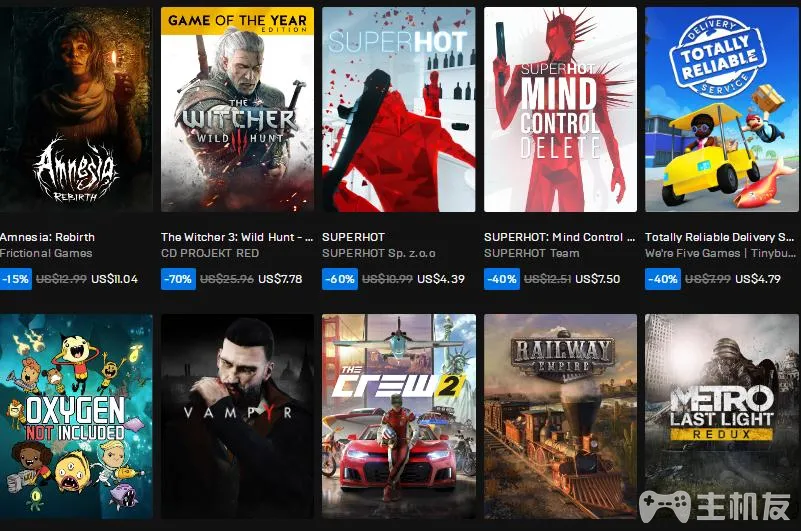 AMNESIA
REBIRTH
GAME OF THE YEAR
EDITION
THE
WITCHER
WILD HUNT
SUPERHOT
SUPERHOT
MIND
CONTROL
DELETE
DELIVERY
TOTALLY
RELIABLE
SERVICE
Amnesia: Rebirth
The Witcher 3: Wild Hunt - ...
SUPERHOT
SUPERHOT: Mind Control ...
Totally Reliable Delivery S...
Frictional Games
CD PROJEKT RED
SUPERHOT Sp. z.o.o
SUPERHOT Team
We're Five Games | Tinybu...
-15% US$12.99 US$11.04
-70% US$25.96 US$7.78
-60% US$10.99 US$4.39
-40% US$12.51 US$7.50
-40% US$7.99 US$4.79
OXYGEN
NOT INCLUDED
VAMPYR
THE
CREW 2
RAILWAY
EMPIRE
METRO
LAST LIGHT
REDUX
主机友